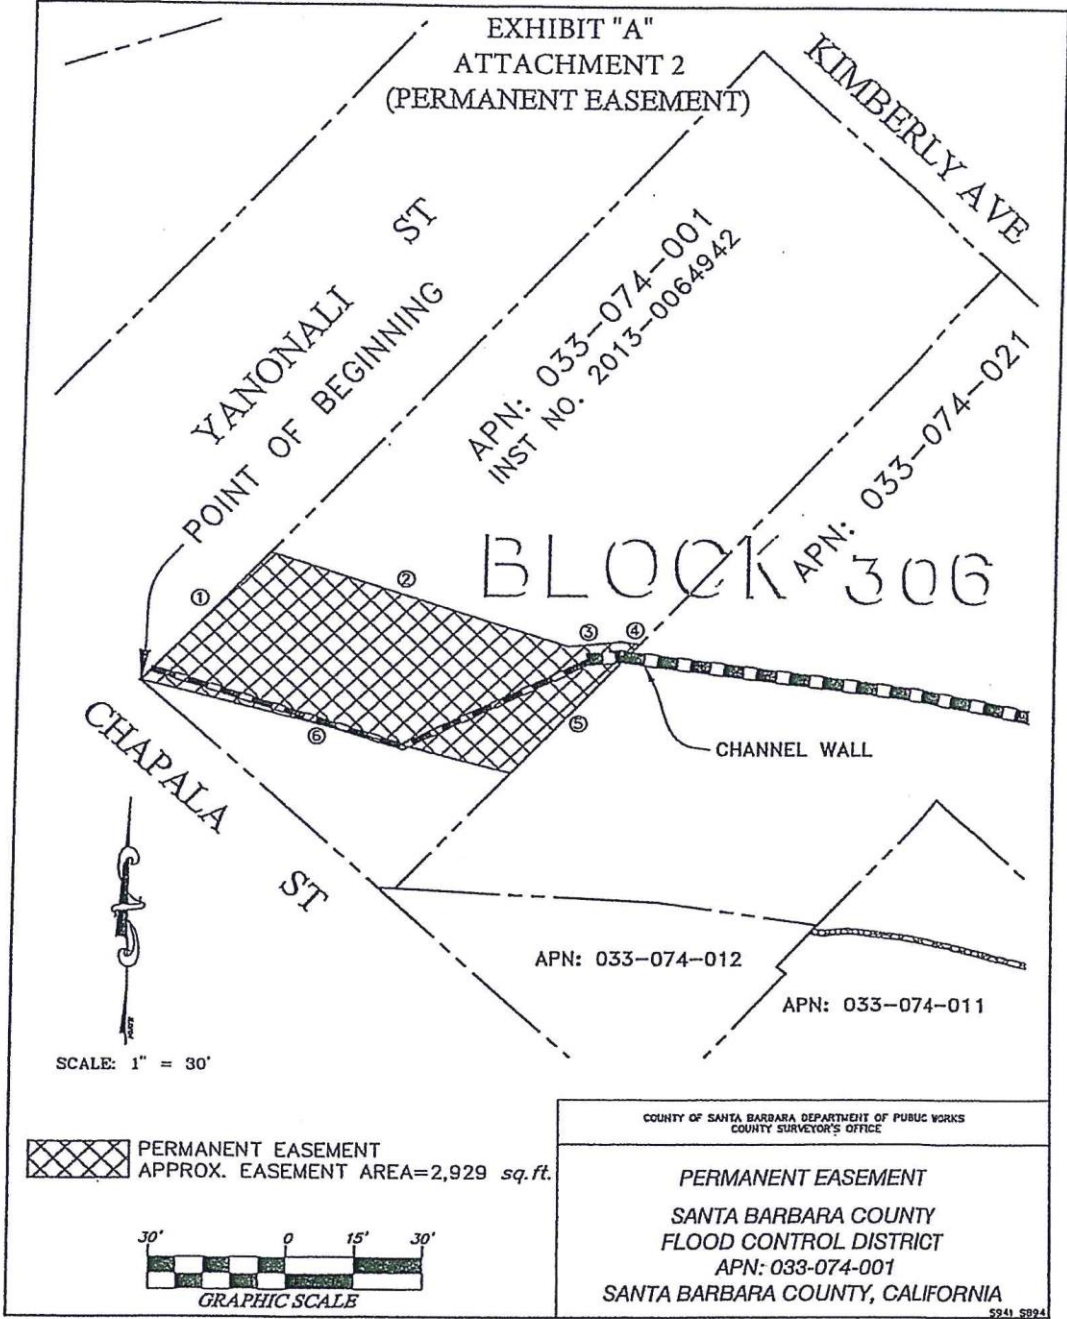 EXHIBIT "A"
ATTACHMENT 2
(PERMANENT EASEMENT)
KIMBERLY AVE
YANONALI ST
POINT OF BEGINNING
APN: 033-074-001
INST NO. 2013-0064942
APN: 033-074-021
BLOCK 306
①
②
③
④
⑤
⑥
CHANNEL WALL
CHAPALA ST
APN: 033-074-012
APN: 033-074-011
SCALE: 1" = 30'
PERMANENT EASEMENT
APPROX. EASEMENT AREA=2,929 sq.ft.
30' 0 15' 30'
GRAPHIC SCALE
COUNTY OF SANTA BARBARA DEPARTMENT OF PUBLIC WORKS
COUNTY SURVEYOR'S OFFICE
PERMANENT EASEMENT
SANTA BARBARA COUNTY
FLOOD CONTROL DISTRICT
APN: 033-074-001
SANTA BARBARA COUNTY, CALIFORNIA